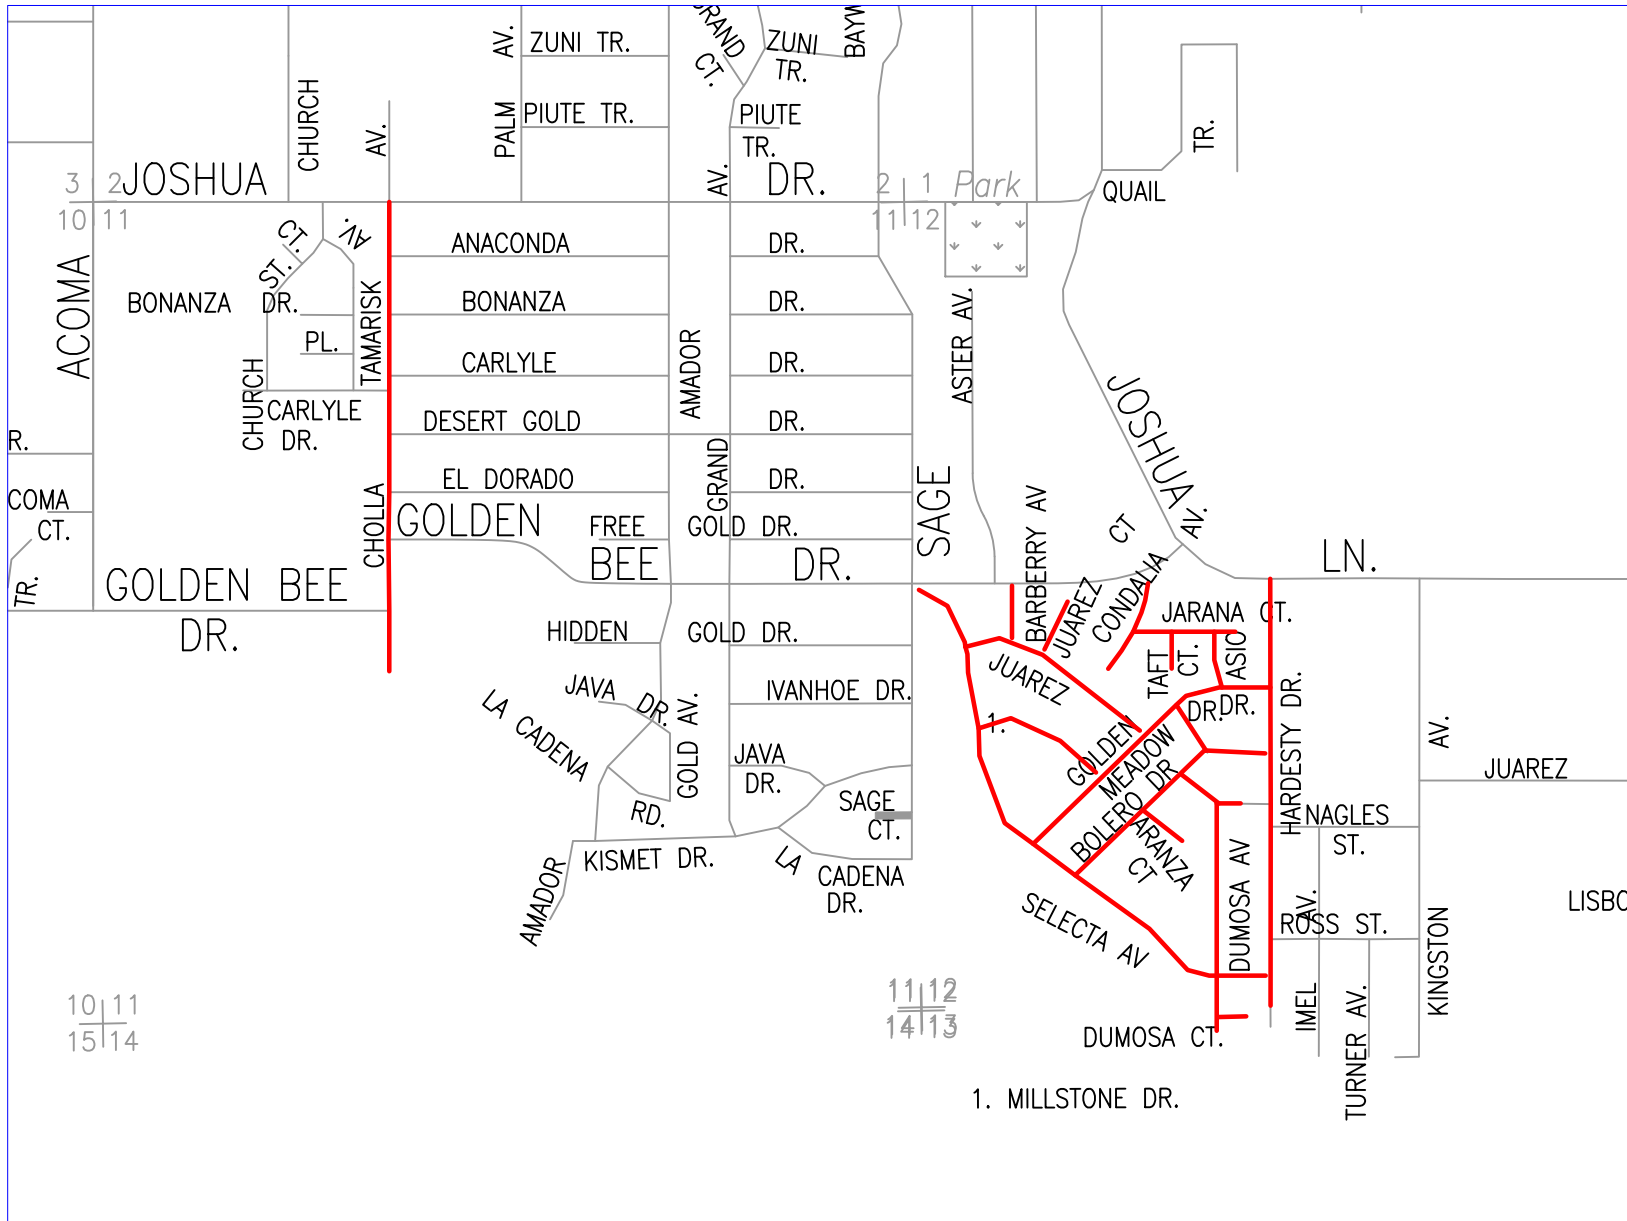 GRAND
CT.
ZUNI TR.
ZUNI
TR.
BAYW
AV.
PALM
PIUTE TR.
PIUTE
TR.
CHURCH
AV.
TR.
JOSHUA
DR.
AV.
3 2
10 11
2 1
11 12
Park
QUAIL
CT.
ST.
AV.
ANACONDA
DR.
ACOMA
BONANZA DR.
BONANZA
DR.
TAMARISK
PL.
CARLYLE
DR.
AMADOR
ASTER AV.
CHURCH
CARLYLE
DR.
DESERT GOLD
DR.
JOSHUA
R.
EL DORADO
DR.
GRAND
SAGE
COMA
CT.
CHOLLA
GOLDEN
BEE
DR.
FREE GOLD DR.
BARBERRY AV
CT
AV.
LN.
TR.
GOLDEN BEE
DR.
HIDDEN GOLD DR.
JUAREZ
CONDALIA
JARANA CT.
JUAREZ
TAFT
CT.
ASIO
JAVA
DR.
IVANHOE DR.
LA CADENA
RD.
GOLD AV.
1.
GOLDEN
MEADOW
DR.
DR.
HARDESTY DR.
AV.
JAVA
DR.
JUAREZ
SAGE
CT.
BOLERO DR
ARANZA
CT
NAGLES
ST.
KISMET DR.
LA
CADENA
DR.
AMADOR
SELECTA AV
DUMOSA AV
AV.
ROSS ST.
LISBO
KINGSTON
IMEL
TURNER AV.
10 11
15 14
11 12
14 13
DUMOSA CT.
1. MILLSTONE DR.